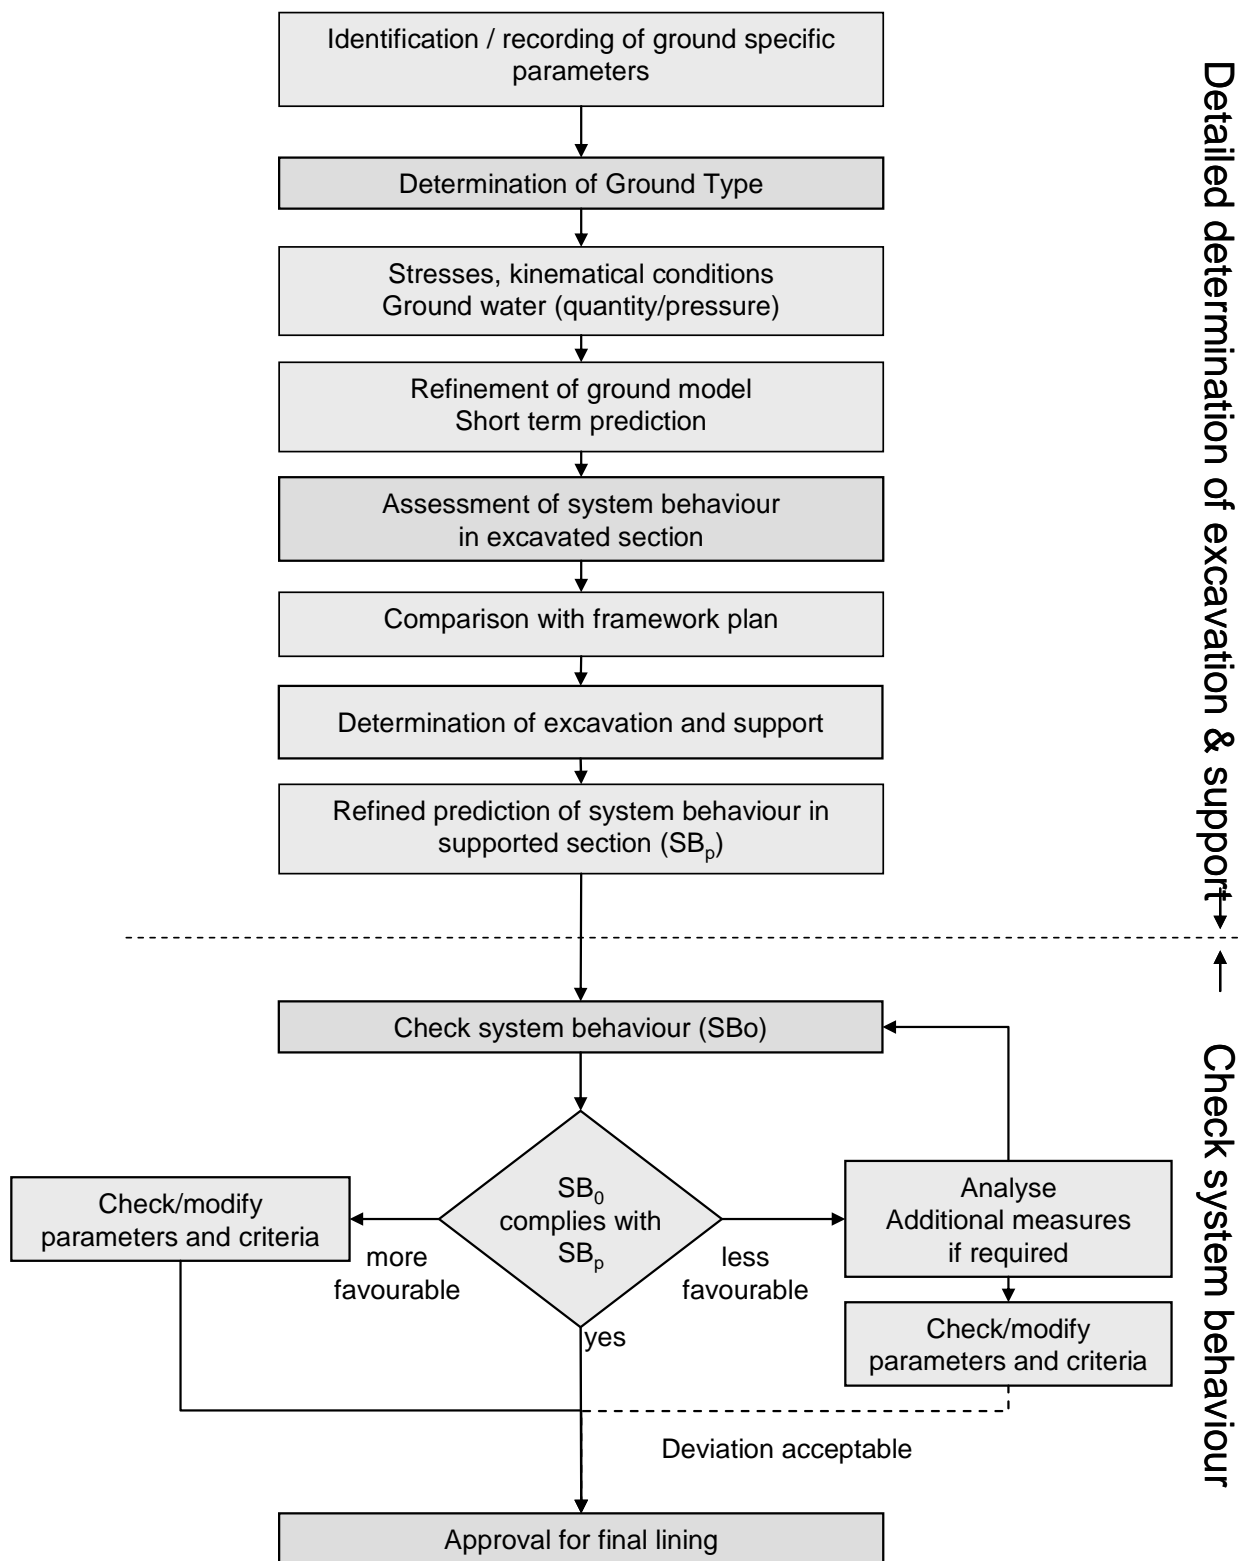 Identification / recording of ground specific
parameters
Determination of Ground Type
Stresses, kinematical conditions
Ground water (quantity/pressure)
Refinement of ground model
Short term prediction
Assessment of system behaviour
in excavated section
Comparison with framework plan
Determination of excavation and support
Refined prediction of system behaviour in
supported section (SBp)
Detailed determination of excavation & support
Check system behaviour (SBo)
SB0
complies with
SBp
Check/modify
parameters and criteria
more
favourable
less
favourable
yes
Analyse
Additional measures
if required
Check/modify
parameters and criteria
Deviation acceptable
Approval for final lining
Check system behaviour